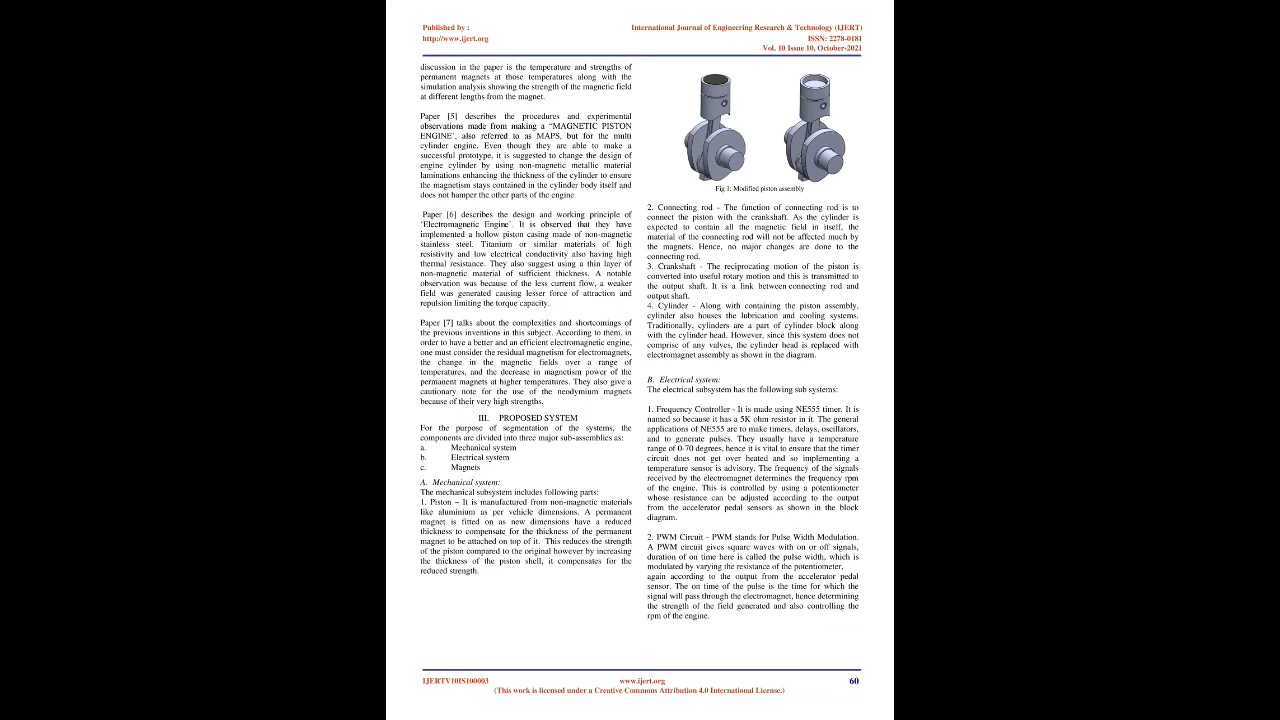 Published by :
http://www.ijert.org
International Journal of Engineering Research & Technology (IJERT)
ISSN: 2278-0181
Vol. 10 Issue 10, October-2021
discussion in the paper is the temperature and strengths of
permanent magnets at those temperatures along with the
simulation analysis showing the strength of the magnetic field
at different lengths from the magnet.
Paper [5] describes the procedures and experimental
observations made from making a “MAGNETIC PISTON
ENGINE’, also referred to as MAPS, but for the multi
cylinder engine. Even though they are able to make a
successful prototype, it is suggested to change the design of
engine cylinder by using non-magnetic metallic material
laminations enhancing the thickness of the cylinder to ensure
the magnetism stays contained in the cylinder body itself and
does not hamper the other parts of the engine
Paper [6] describes the design and working principle of
‘Electromagnetic Engine’. It is observed that they have
implemented a hollow piston casing made of non-magnetic
stainless steel. Titanium or similar materials of high
resistivity and low electrical conductivity also having high
thermal resistance. They also suggest using a thin layer of
non-magnetic material of sufficient thickness. A notable
observation was because of the less current flow, a weaker
field was generated causing lesser force of attraction and
repulsion limiting the torque capacity.
Paper [7] talks about the complexities and shortcomings of
the previous inventions in this subject. According to them, in
order to have a better and an efficient electromagnetic engine,
one must consider the residual magnetism for electromagnets,
the change in the magnetic fields over a range of
temperatures, and the decrease in magnetism power of the
permanent magnets at higher temperatures. They also give a
cautionary note for the use of the neodymium magnets
because of their very high strengths.
III. PROPOSED SYSTEM
For the purpose of segmentation of the systems, the
components are divided into three major sub-assemblies as:
a. Mechanical system
b. Electrical system
c. Magnets
A. Mechanical system:
The mechanical subsystem includes following parts:
1. Piston – It is manufactured from non-magnetic materials
like aluminium as per vehicle dimensions. A permanent
magnet is fitted on as new dimensions have a reduced
thickness to compensate for the thickness of the permanent
magnet to be attached on top of it. This reduces the strength
of the piston compared to the original however by increasing
the thickness of the piston shell, it compensates for the
reduced strength.
Fig 1: Modified piston assembly
2. Connecting rod - The function of connecting rod is to
connect the piston with the crankshaft. As the cylinder is
expected to contain all the magnetic field in itself, the
material of the connecting rod will not be affected much by
the magnets. Hence, no major changes are done to the
connecting rod.
3. Crankshaft - The reciprocating motion of the piston is
converted into useful rotary motion and this is transmitted to
the output shaft. It is a link between connecting rod and
output shaft.
4. Cylinder - Along with containing the piston assembly,
cylinder also houses the lubrication and cooling systems.
Traditionally, cylinders are a part of cylinder block along
with the cylinder head. However, since this system does not
comprise of any valves, the cylinder head is replaced with
electromagnet assembly as shown in the diagram.
B. Electrical system:
The electrical subsystem has the following sub systems:
1. Frequency Controller - It is made using NE555 timer. It is
named so because it has a 5K ohm resistor in it. The general
applications of NE555 are to make timers, delays, oscillators,
and to generate pulses. They usually have a temperature
range of 0-70 degrees, hence it is vital to ensure that the timer
circuit does not get over heated and so implementing a
temperature sensor is advisory. The frequency of the signals
received by the electromagnet determines the frequency rpm
of the engine. This is controlled by using a potentiometer
whose resistance can be adjusted according to the output
from the accelerator pedal sensors as shown in the block
diagram.
2. PWM Circuit - PWM stands for Pulse Width Modulation.
A PWM circuit gives square waves with on or off signals,
duration of on time here is called the pulse width, which is
modulated by varying the resistance of the potentiometer,
again according to the output from the accelerator pedal
sensor. The on time of the pulse is the time for which the
signal will pass through the electromagnet, hence determining
the strength of the field generated and also controlling the
rpm of the engine.
IJERTV10IS100003
www.ijert.org
60
(This work is licensed under a Creative Commons Attribution 4.0 International License.)